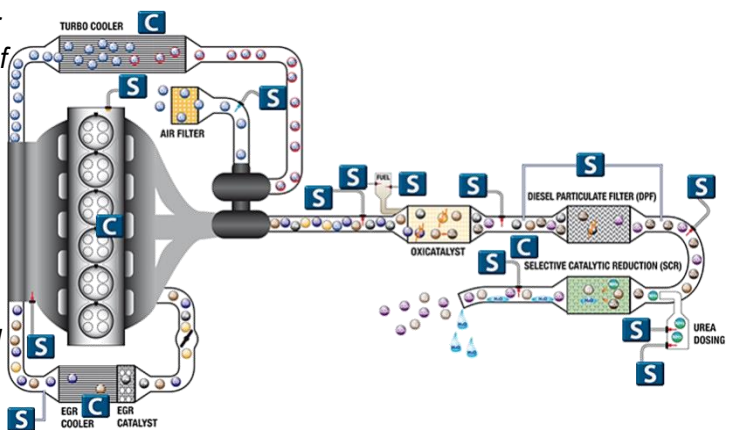 TURBO COOLER
C
f
S
S
AIR FILTER
S
FUEL
S
S
S
S
S
DIESEL PARTICULATE FILTER (DPF)
C
OXICATALYST
C
S
SELECTIVE CATALYTIC REDUCTION (SCR)
S
UREA
DOSING
S
S
C
EGR
COOLER
EGR
CATALYST
S